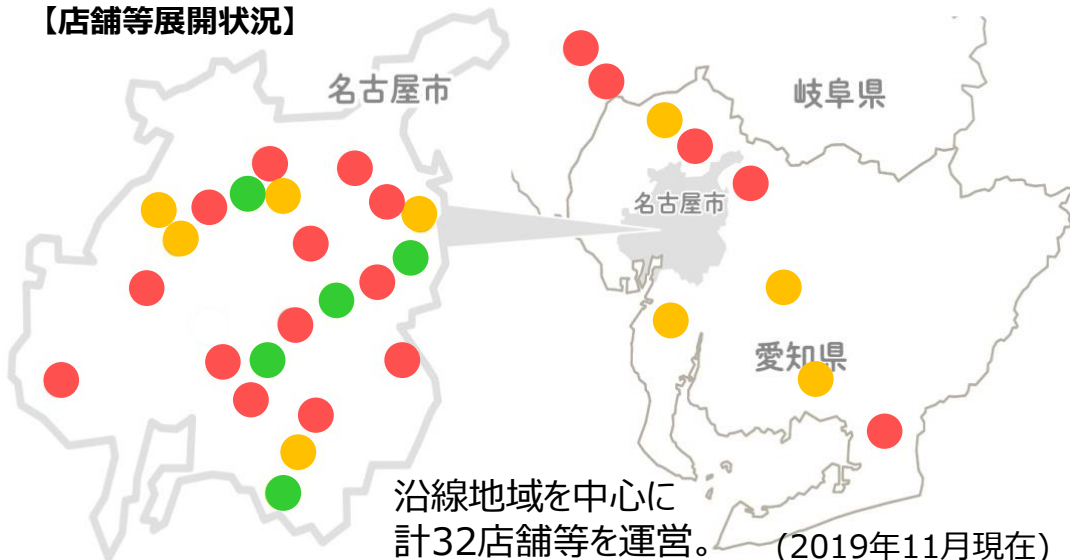 【店舗等展開状況】
名古屋市
岐阜県
名古屋市
愛知県
沿線地域を中心に
計32店舗等を運営。
(2019年11月現在)